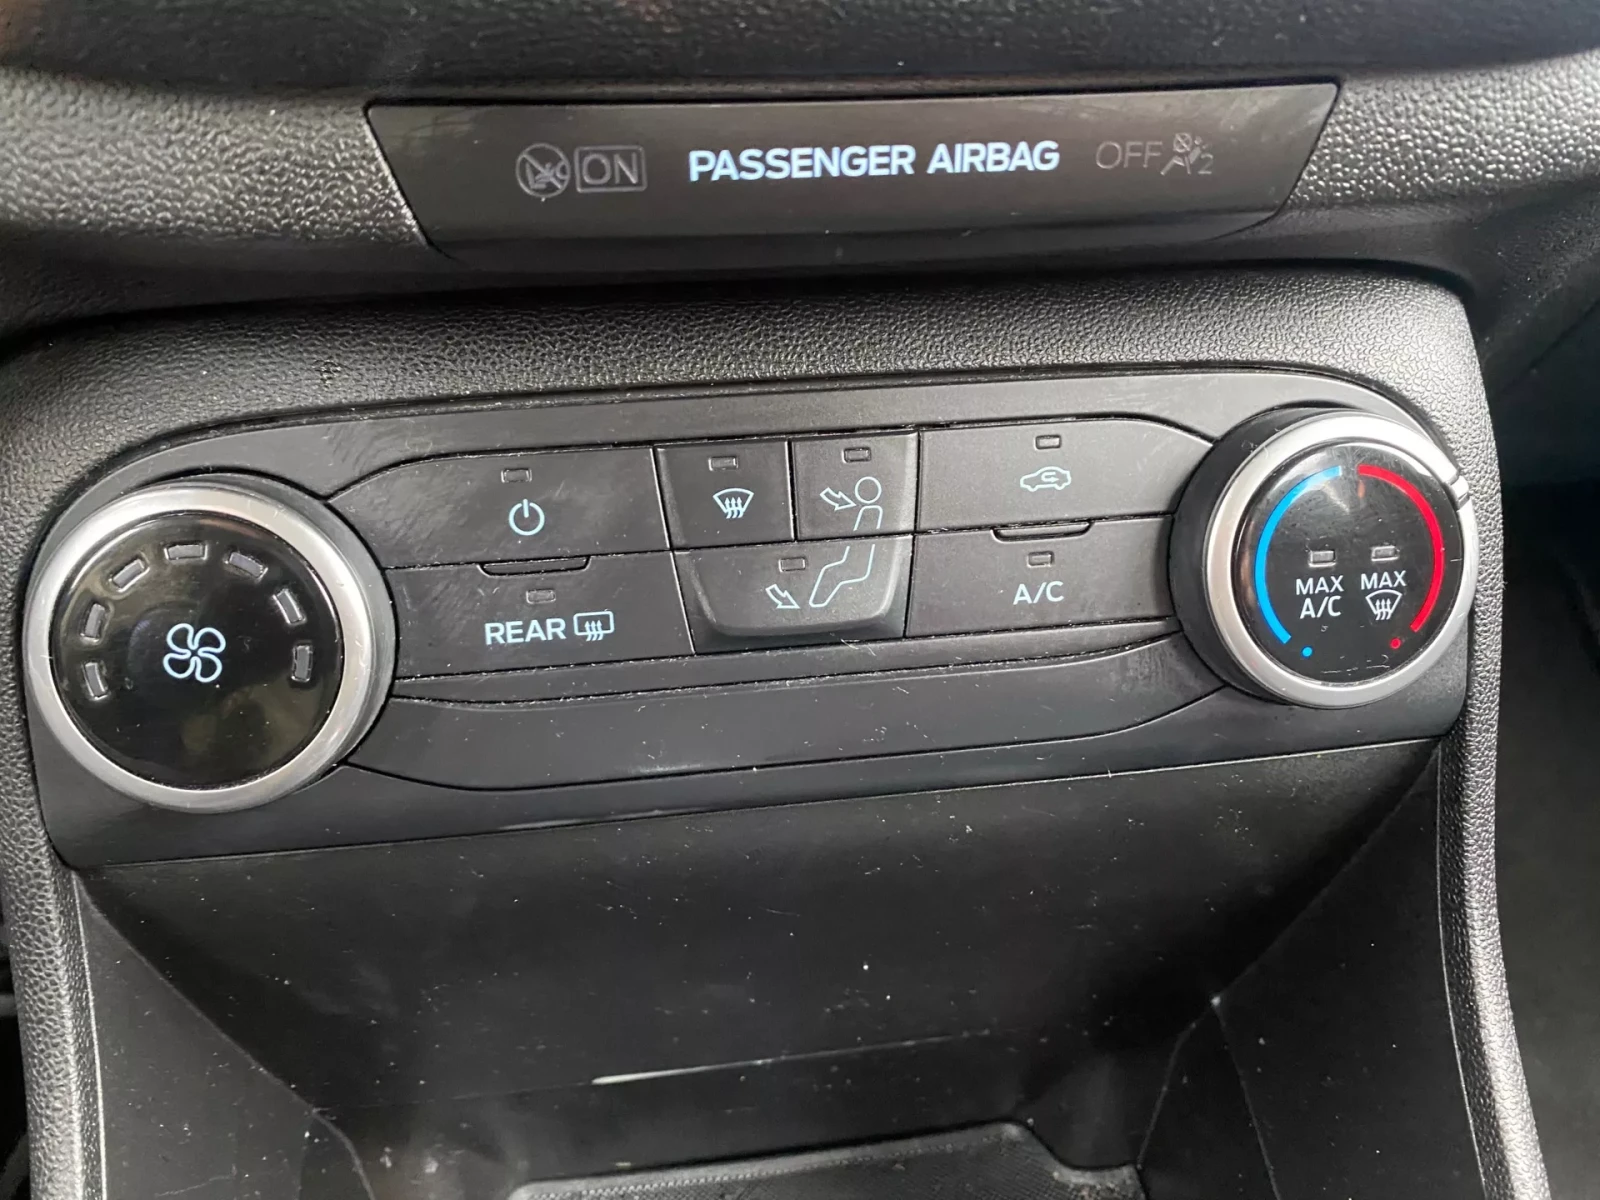 ON PASSENGER AIRBAG OFF 2
REAR
A/C
MAX
A/C
MAX